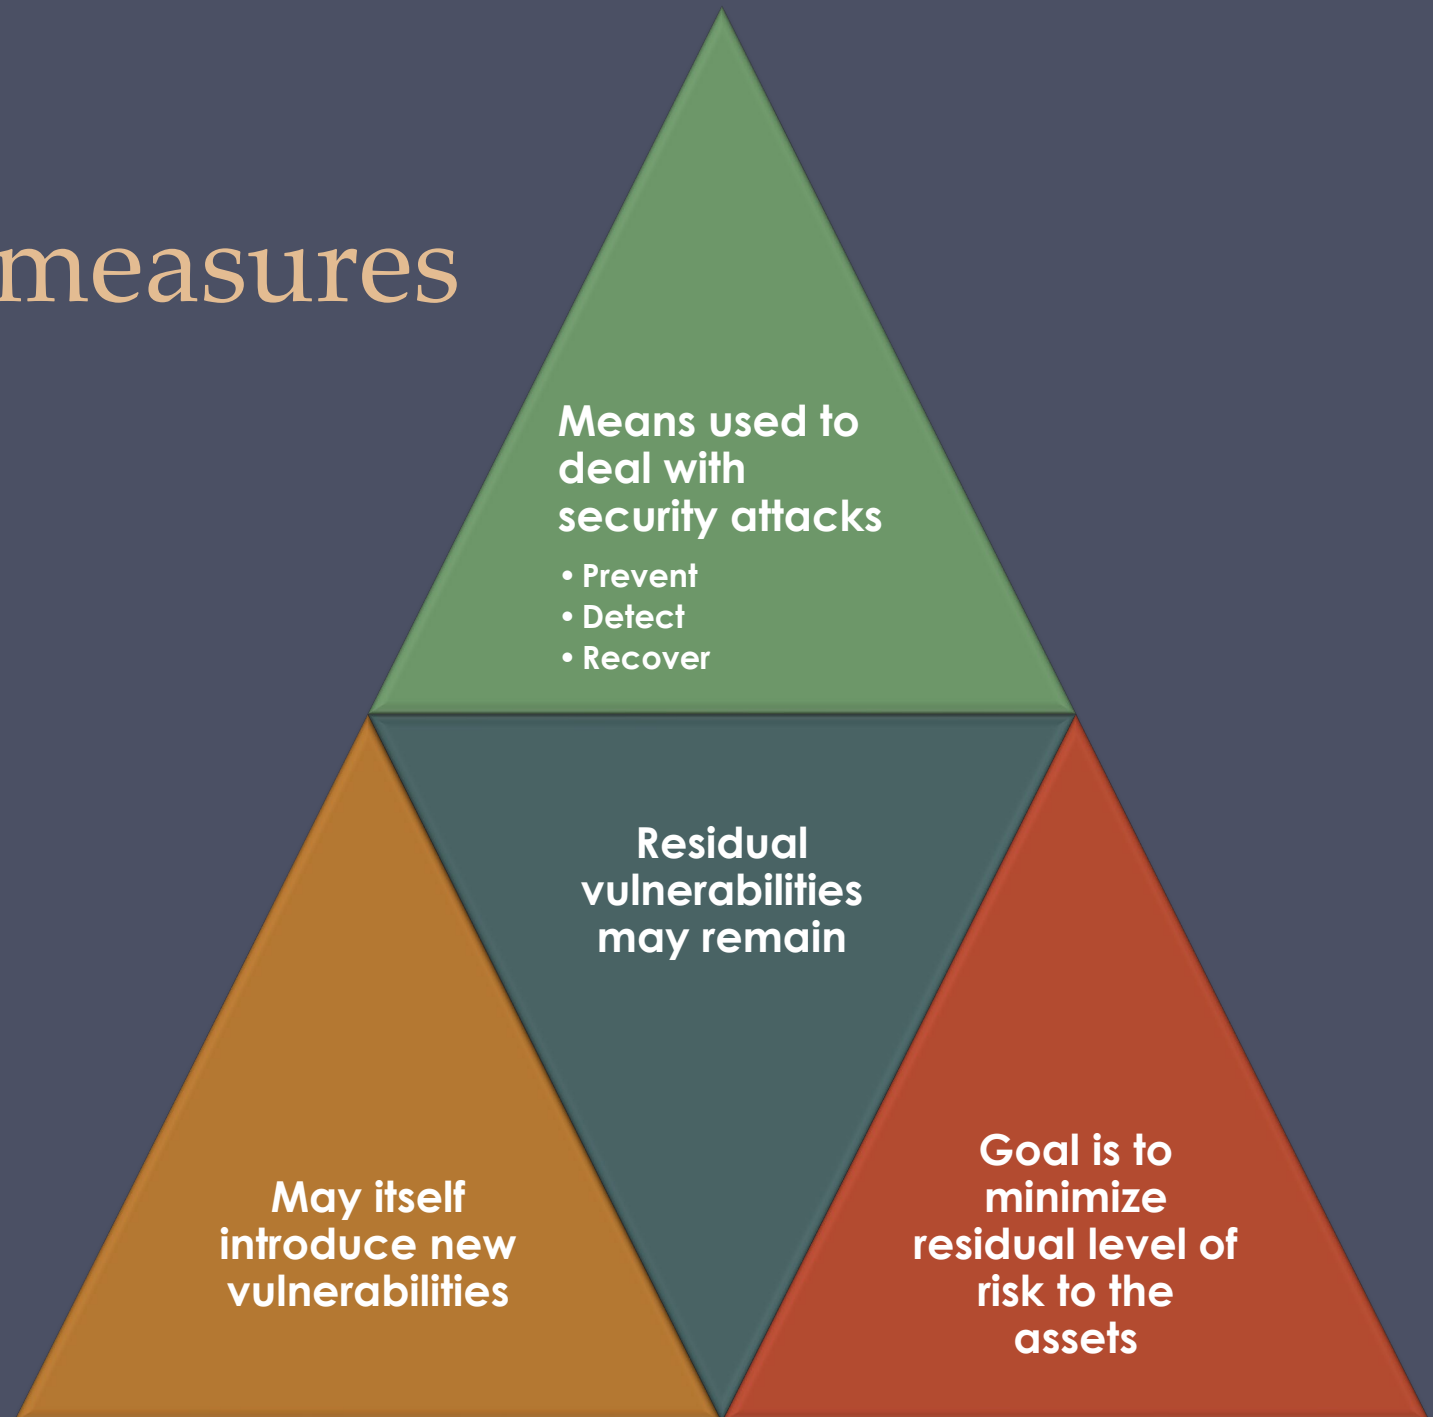 measures
Means used to
deal with
security attacks
• Prevent
• Detect
• Recover
Residual
vulnerabilities
may remain
May itself
introduce new
vulnerabilities
Goal is to
minimize
residual level of
risk to the
assets